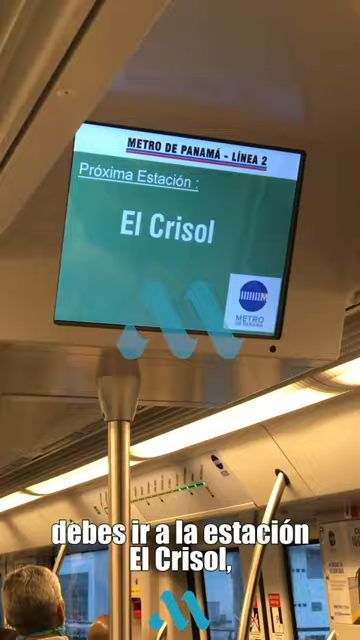 METRO DE PANAMÁ - LÍNEA 2
Próxima Estación :
El Crisol
METRO
DE PANAMÁ
debes ir a la estación
El Crisol,